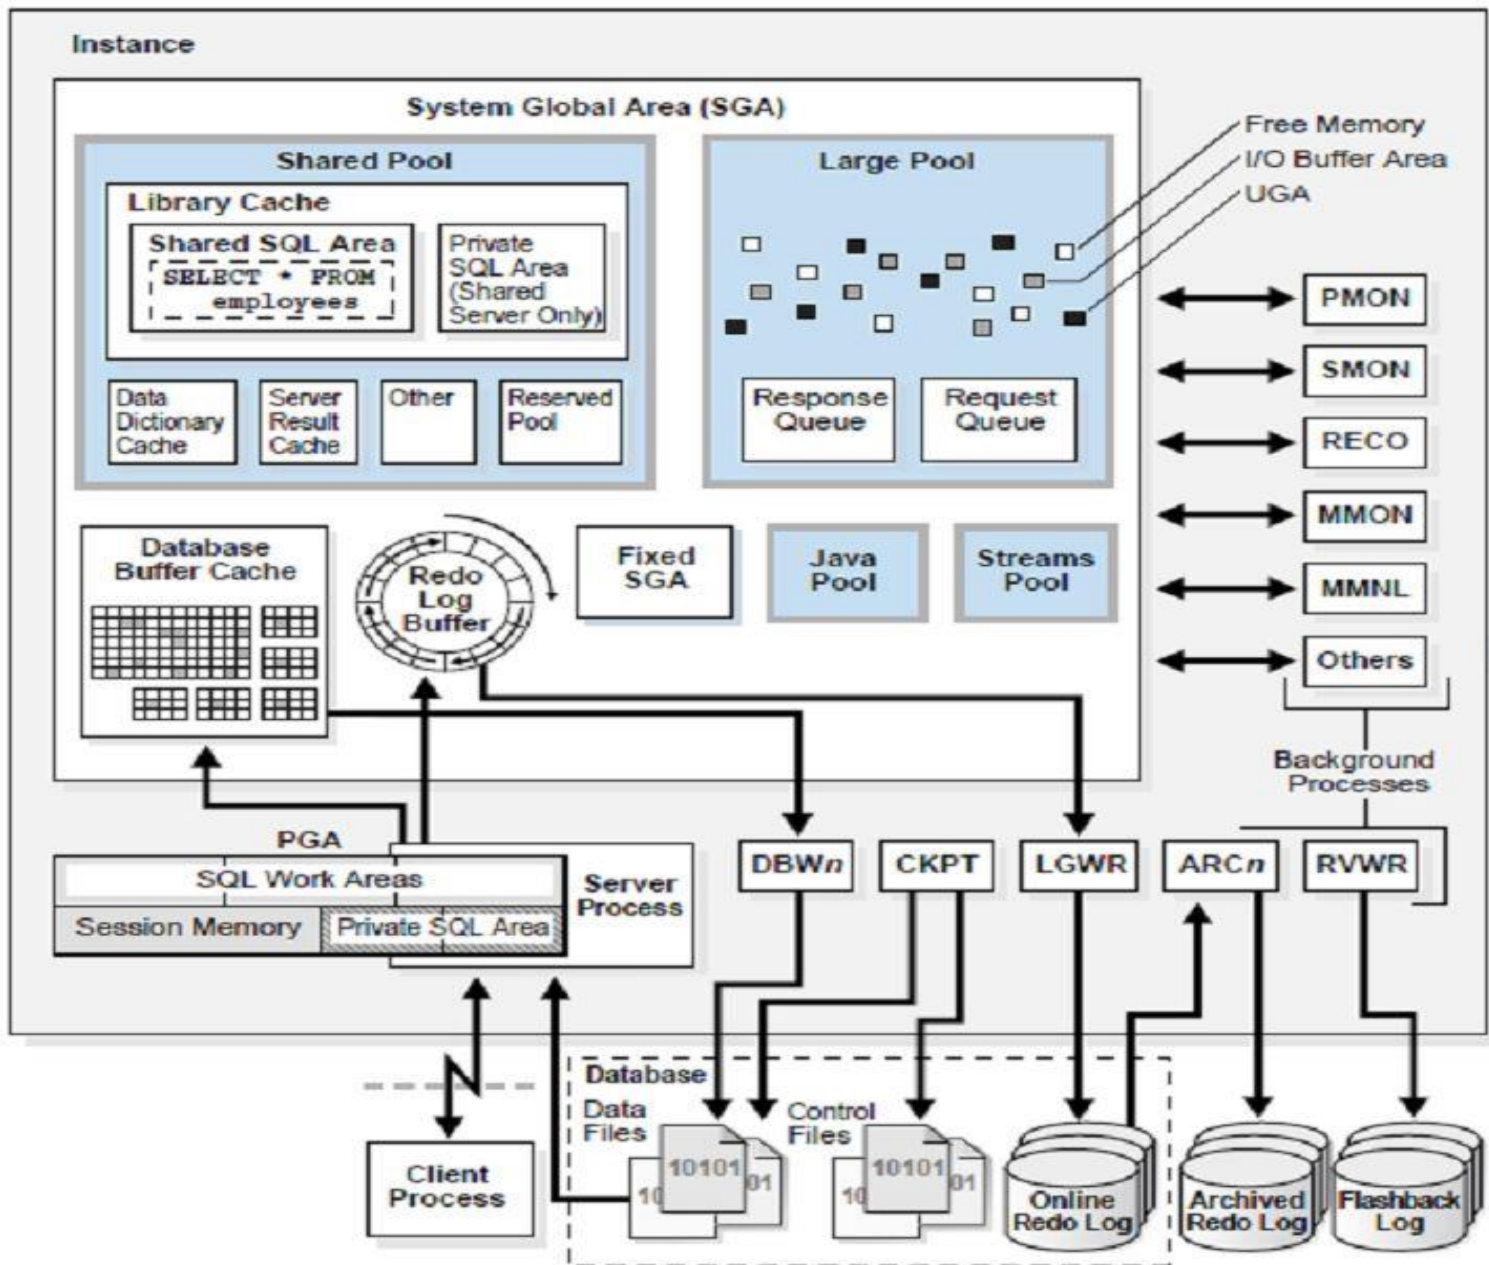 Instance
System Global Area (SGA)
Shared Pool
Library Cache
Shared SQL Area
SELECT * FROM
employees
Private
SQL Area
(Shared
Server Only)
Data
Dictionary
Cache
Server
Result
Cache
Other
Reserved
Pool
Large Pool
Response
Queue
Request
Queue
Free Memory
I/O Buffer Area
UGA
Database
Buffer Cache
Redo
Log
Buffer
Fixed
SGA
Java
Pool
Streams
Pool
PMON
SMON
RECO
MMON
MMNL
Others
Background
Processes
PGA
SQL Work Areas
Session Memory
Private SQL Area
Server
Process
DBWn
CKPT
LGWR
ARCn
RVWR
Client
Process
Database
Data
Files
10101
10
01
Control
Files
10101
10
01
Online
Redo Log
Archived
Redo Log
Flashback
Log